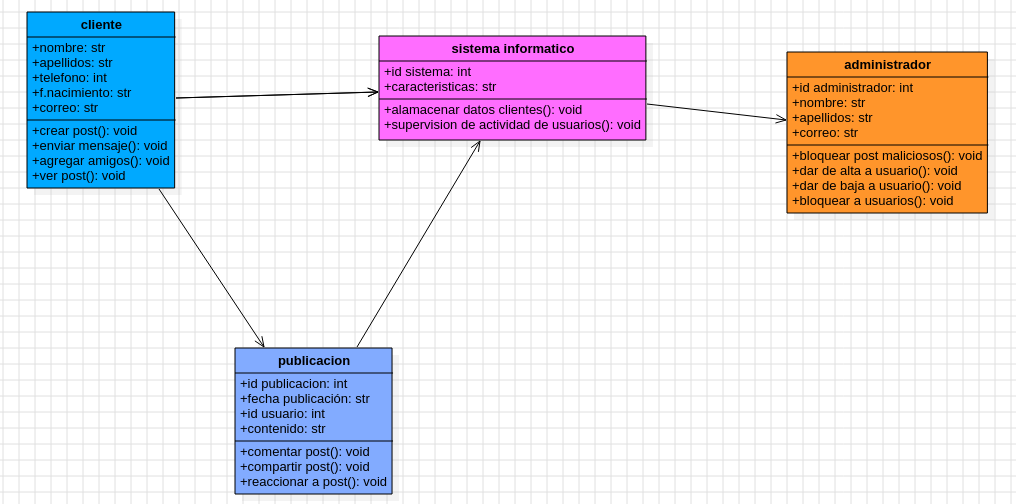 cliente
+nombre: str
+apellidos: str
+telefono: int
+f.nacimiento: str
+correo: str
+crear post(): void
+enviar mensaje(): void
+agregar amigos(): void
+ver post(): void
sistema informatico
+id sistema: int
+caracteristicas: str
+alamacenar datos clientes(): void
+supervision de actividad de usuarios(): void
administrador
+id administrador: int
+nombre: str
+apellidos: str
+correo: str
+bloquear post maliciosos(): void
+dar de alta a usuario(): void
+dar de baja a usuario(): void
+bloquear a usuarios(): void
publicacion
+id publicacion: int
+fecha publicación: str
+id usuario: int
+contenido: str
+comentar post(): void
+compartir post(): void
+reaccionar a post(): void